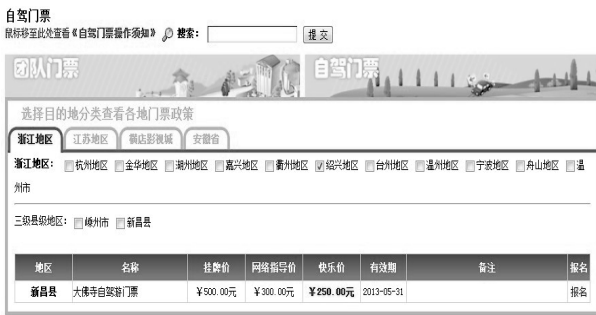 自驾门票
鼠标移至此处查看《自驾门票操作须知》 搜索： 提交
团队门票 自驾门票
选择目的地分类查看各地门票政策
浙江地区 江苏地区 横店影视城 安徽省
浙江地区： 杭州地区 金华地区 湖州地区 嘉兴地区 衢州地区 绍兴地区 台州地区 温州地区 宁波地区 舟山地区 温
州市
三级县级地区： 嵊州市 新昌县
地区 名称 挂牌价 网络指导价 快乐价 有效期 备注 报名
新昌县 大佛寺自驾游门票 ￥500.00元 ￥300.00元 ￥250.00元 2013-05-31 报名